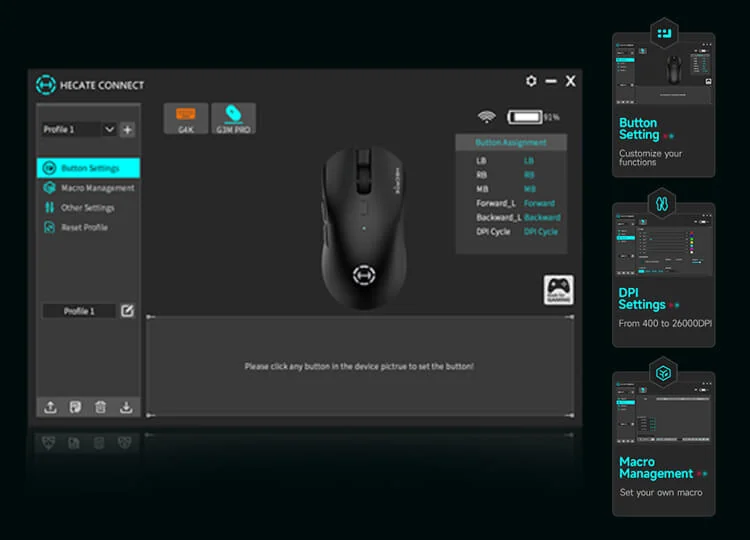 HECATE CONNECT
Profile 1
G4K
G3M PRO
91%
Button Settings
Macro Management
Other Settings
Reset Profile
Button Assignment
LB LB
RB RB
MB MB
Forward_L Forward
Backward_L Backward
DPI Cycle DPI Cycle
HECATE
GAMING
Profile 1
Please click any button in the device pictrue to set the button!
Button
Setting
Customize your
functions
DPI
Settings
From 400 to 26000DPI
Macro
Management
Set your own macro